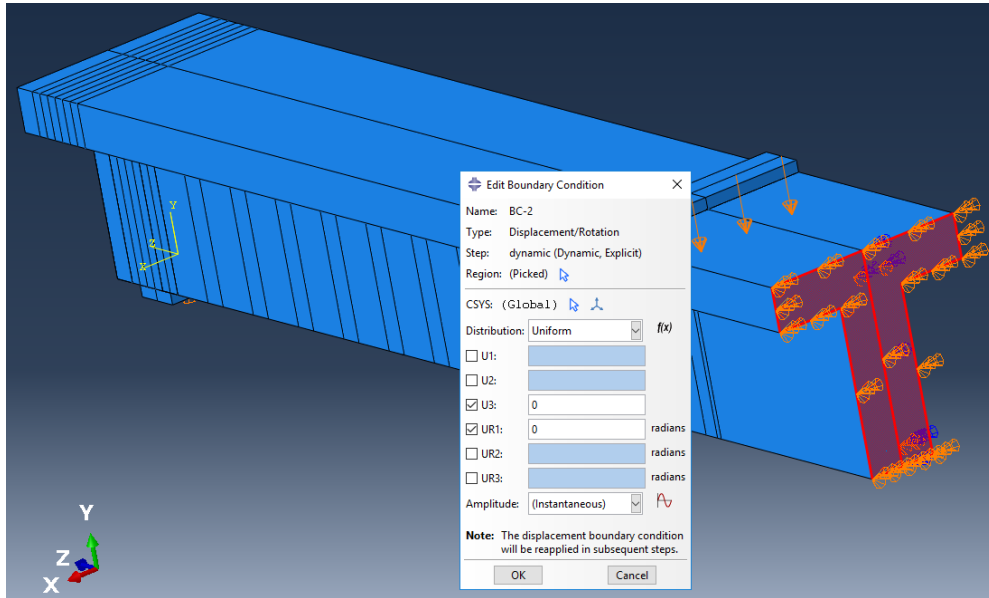 Edit Boundary Condition
Name: BC-2
Type: Displacement/Rotation
Step: dynamic (Dynamic, Explicit)
Region: (Picked)
CSYS: (Global)
Distribution: Uniform f(x)
U1:
U2:
U3: 0
UR1: 0 radians
UR2: radians
UR3: radians
Amplitude: (Instantaneous)
Note: The displacement boundary condition
will be reapplied in subsequent steps.
OK Cancel
Y
Z
X
Y
Z
X